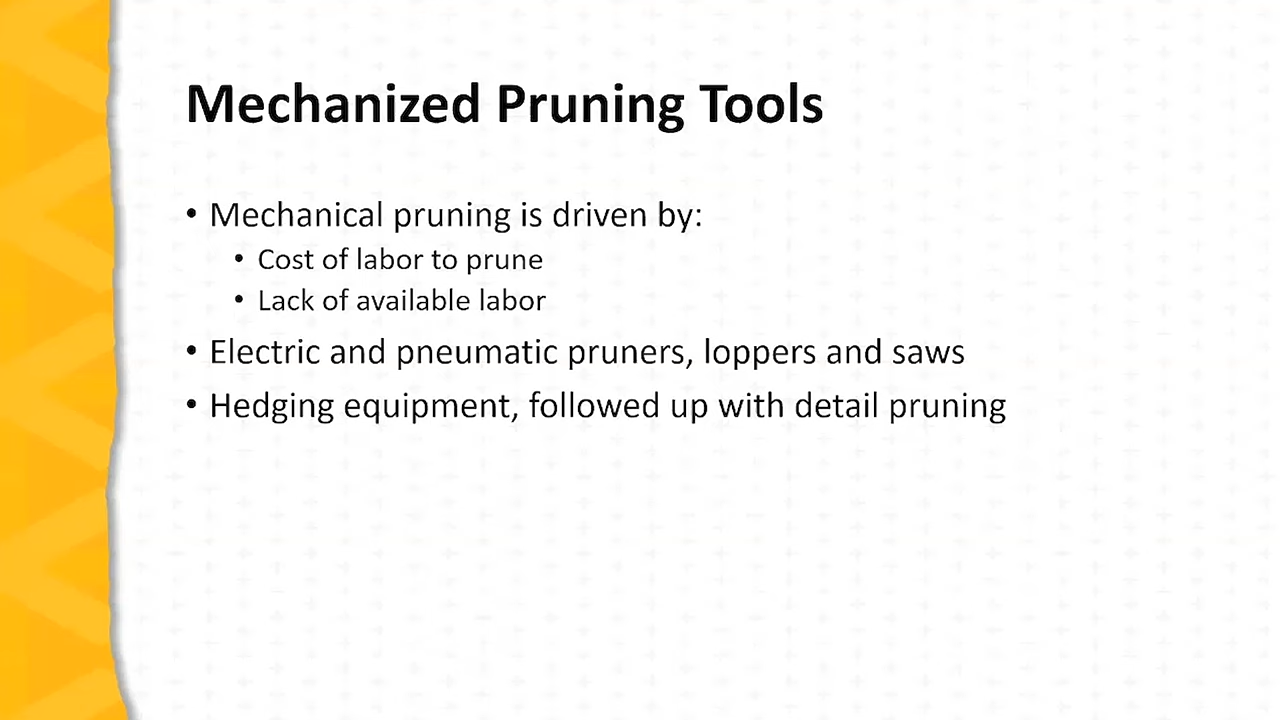 Mechanized Pruning Tools
• Mechanical pruning is driven by:
• Cost of labor to prune
• Lack of available labor
• Electric and pneumatic pruners, loppers and saws
• Hedging equipment, followed up with detail pruning